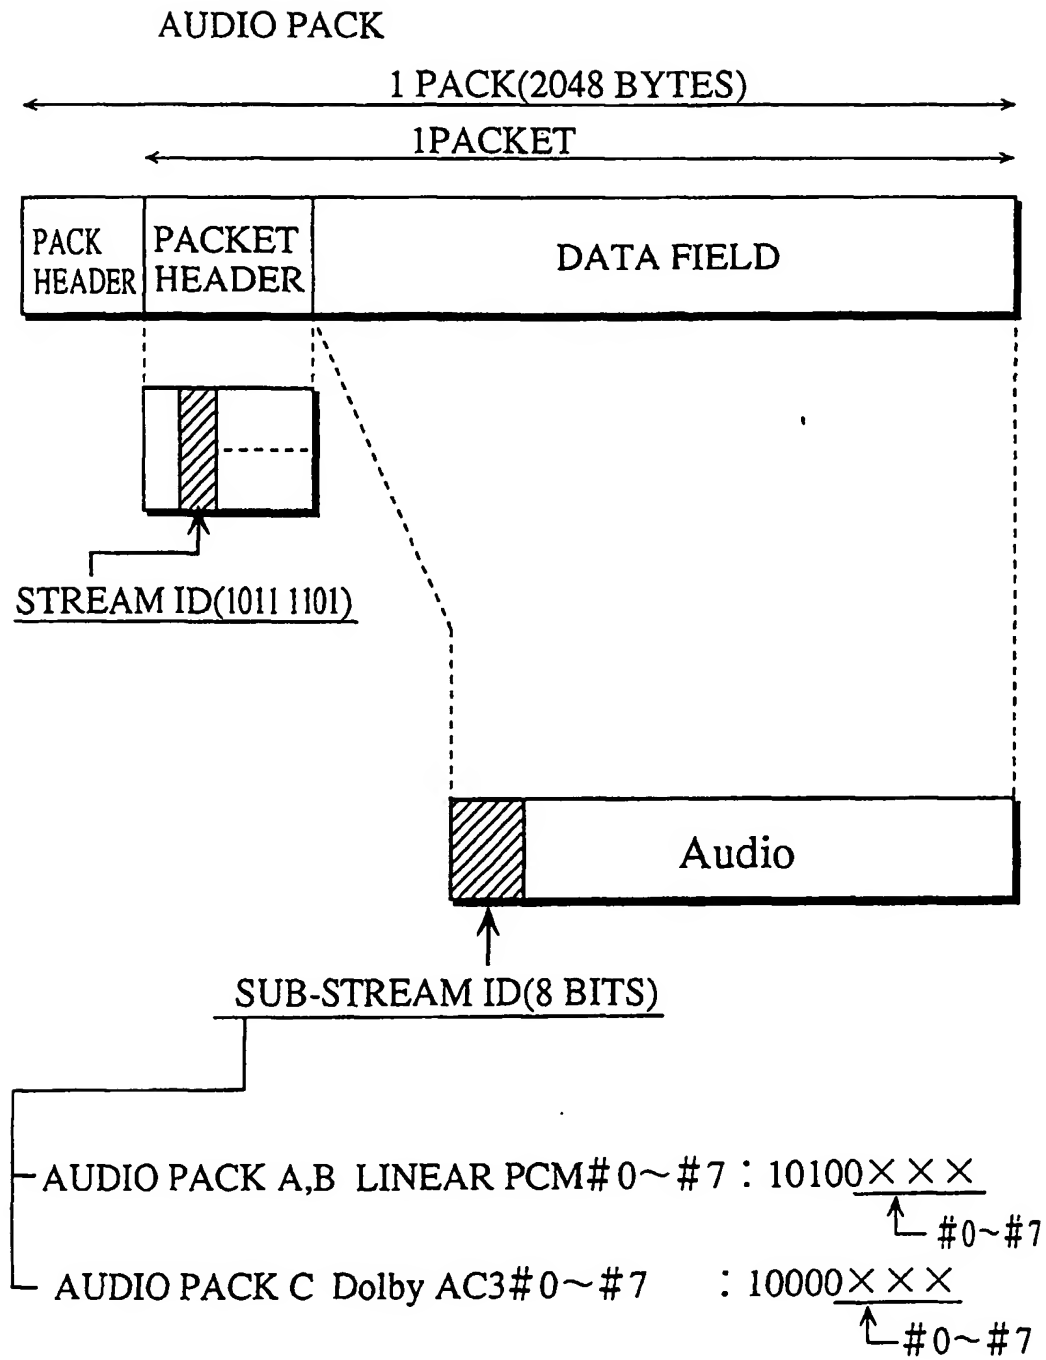 AUDIO PACK
1 PACK(2048 BYTES)
1PACKET
PACK HEADER
PACKET HEADER
DATA FIELD
STREAM ID(1011 1101)
Audio
SUB-STREAM ID(8 BITS)
AUDIO PACK A,B LINEAR PCM#0~#7 : 10100×××
#0~#7
AUDIO PACK C Dolby AC3#0~#7 : 10000×××
#0~#7